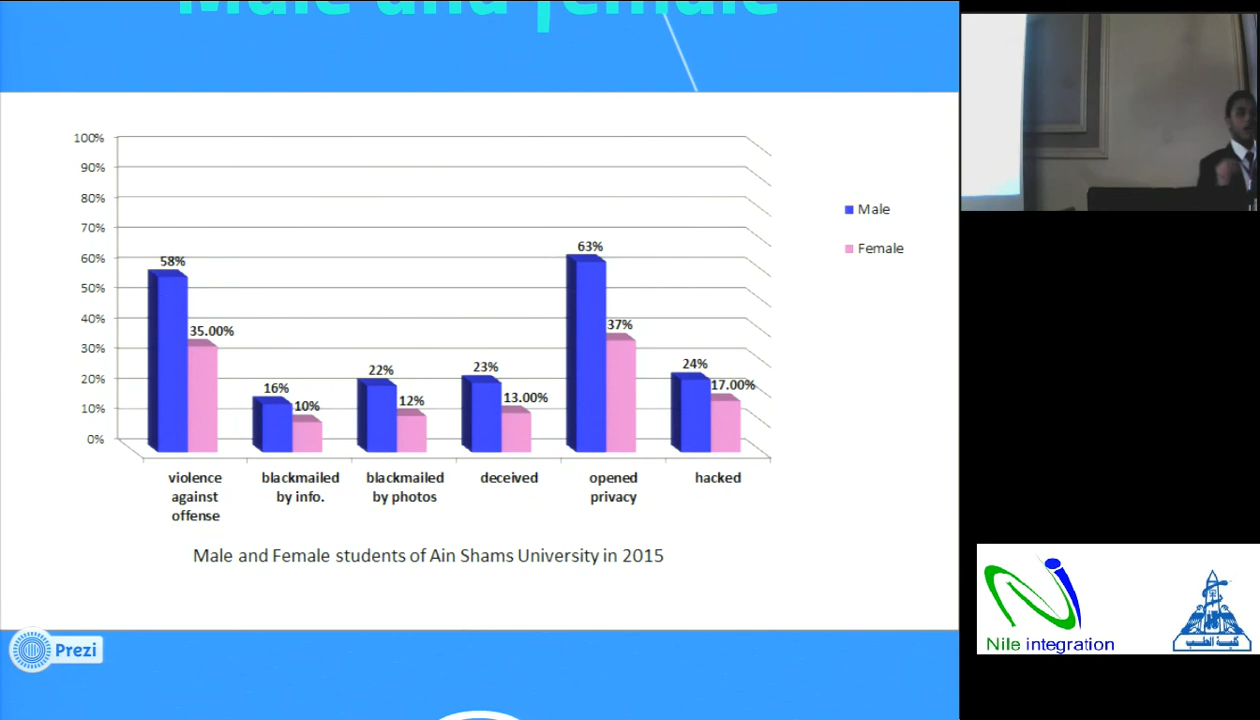 Male and female
100%
90%
80%
70%
60%
50%
40%
30%
20%
10%
0%
58%
35.00%
16%
10%
22%
12%
23%
13.00%
63%
37%
24%
17.00%
violence
against
offense
blackmailed
by info.
blackmailed
by photos
deceived
opened
privacy
hacked
Male
Female
Male and Female students of Ain Shams University in 2015
Prezi
Nile integration
كلية الطب